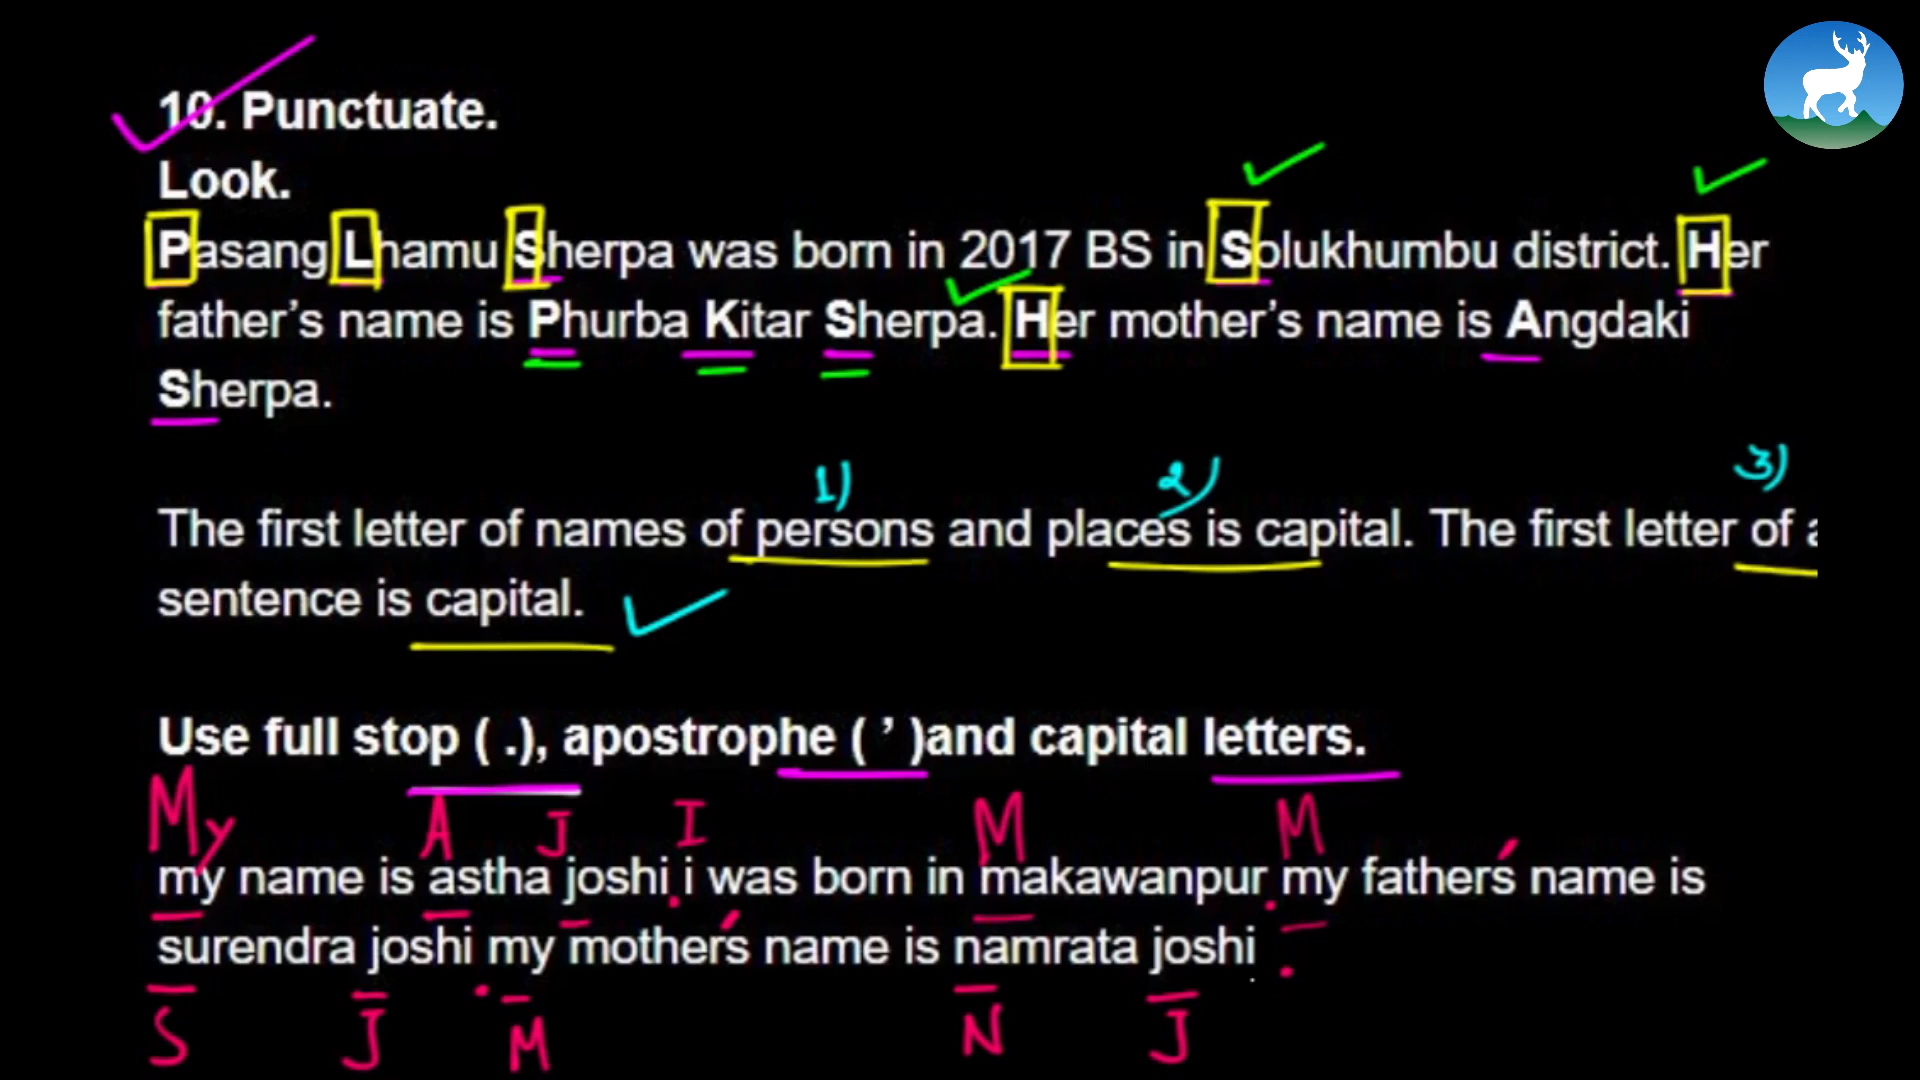 10. Punctuate.
Look.
Pasang Lhamu Sherpa was born in 2017 BS in Solukhumbu district. Her
father’s name is Phurba Kitar Sherpa. Her mother’s name is Angdaki
Sherpa.
1) 2) 3)
The first letter of names of persons and places is capital. The first letter of a
sentence is capital.
Use full stop ( .), apostrophe ( ’ )and capital letters.
My A J I M M
my name is astha joshi.i was born in makawanpur.my father's name is
surendra joshi.my mother's name is namrata joshi.
S J M N J